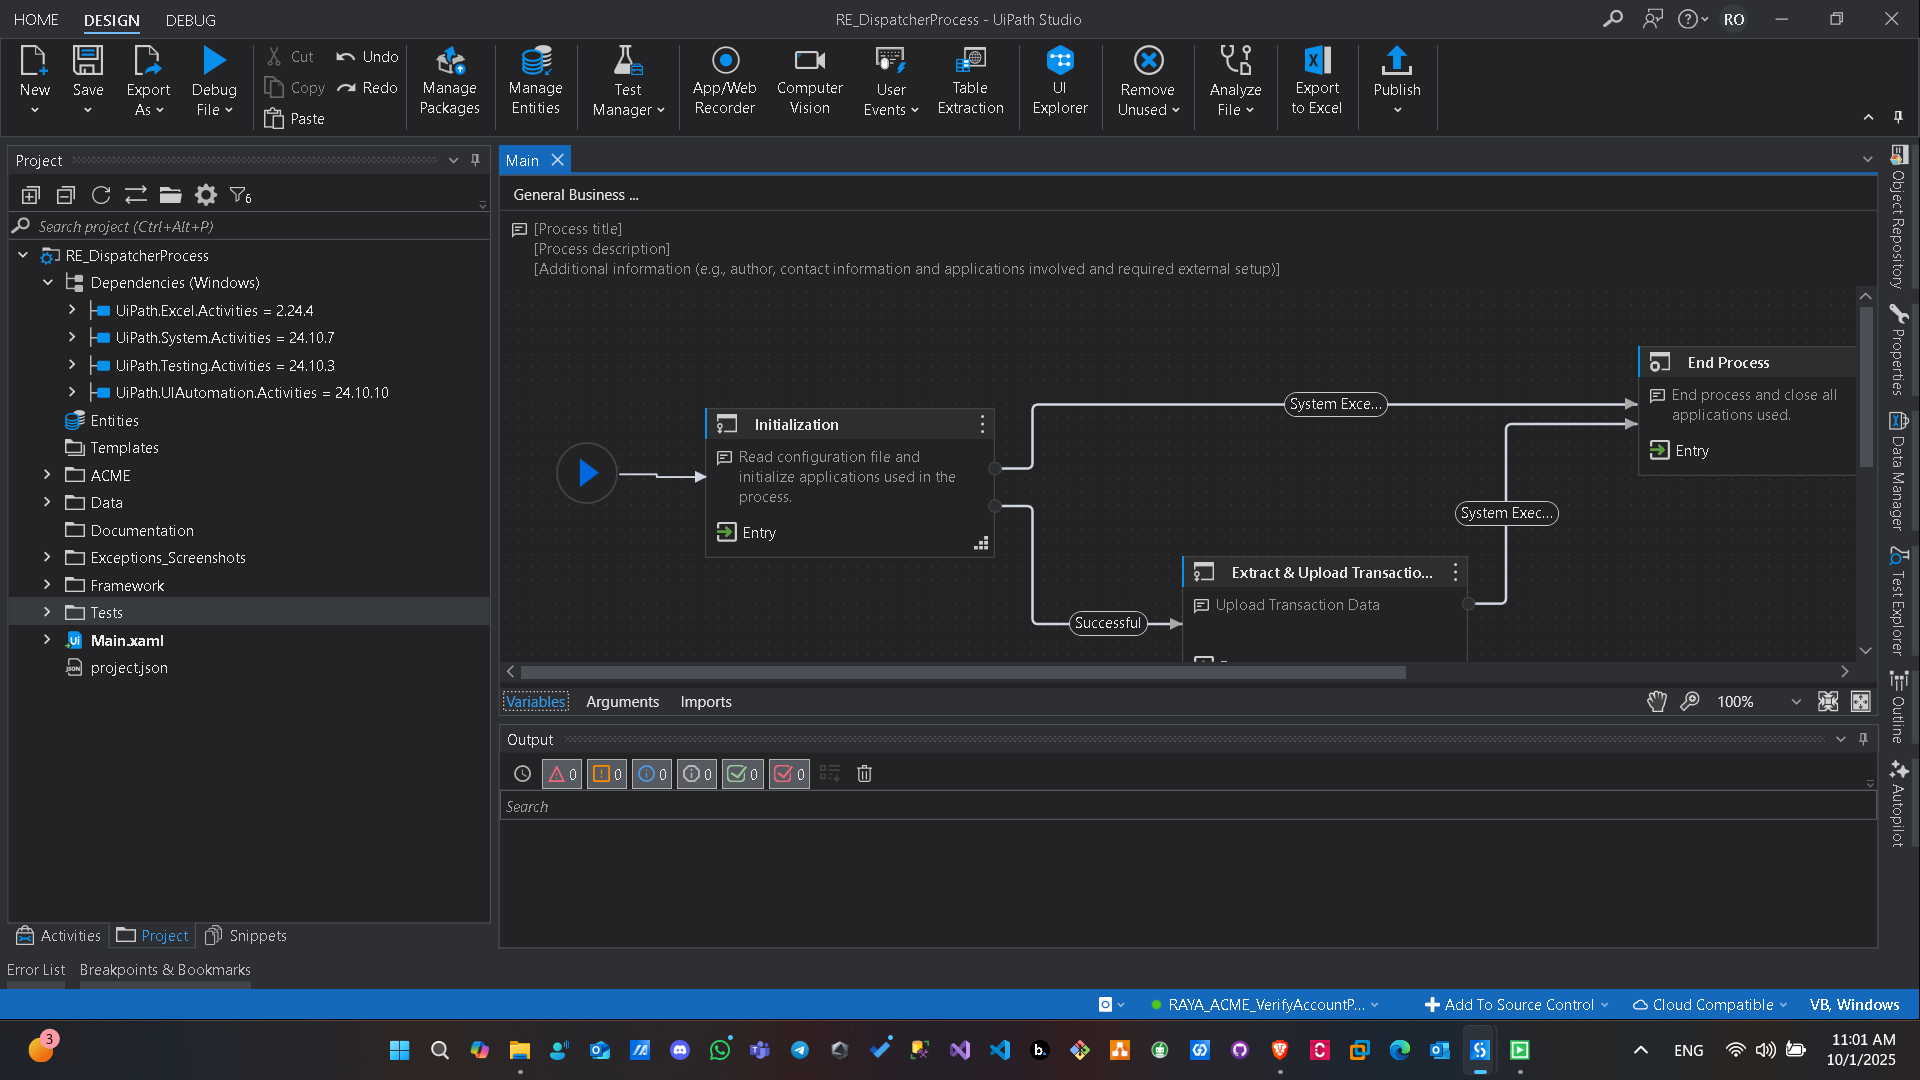 HOME DESIGN DEBUG
RE_DispatcherProcess - UiPath Studio
RO
New
Save
Export As
Debug File
Cut
Copy
Paste
Undo
Redo
Manage Packages
Manage Entities
Test Manager
App/Web Recorder
Computer Vision
User Events
Table Extraction
UI Explorer
Remove Unused
Analyze File
Export to Excel
Publish
Project
6
Search project (Ctrl+Alt+P)
RE_DispatcherProcess
Dependencies (Windows)
UiPath.Excel.Activities = 2.24.4
UiPath.System.Activities = 24.10.7
UiPath.Testing.Activities = 24.10.3
UiPath.UIAutomation.Activities = 24.10.10
Entities
Templates
ACME
Data
Documentation
Exceptions_Screenshots
Framework
Tests
Main.xaml
project.json
Activities Project Snippets
Main
General Business ...
[Process title]
[Process description]
[Additional information (e.g., author, contact information and applications involved and required external setup)]
Initialization
Read configuration file and
initialize applications used in the
process.
Entry
System Exce...
Successful
Extract & Upload Transactio...
Upload Transaction Data
System Exec...
End Process
End process and close all
applications used.
Entry
Variables Arguments Imports
100%
Output
0 0 0 0 0 0
Search
Object Repository
Properties
Data Manager
Test Explorer
Outline
Autopilot
Error List Breakpoints & Bookmarks
RAYA_ACME_VerifyAccountP... Add To Source Control Cloud Compatible VB, Windows
3
ENG
11:01 AM
10/1/2025